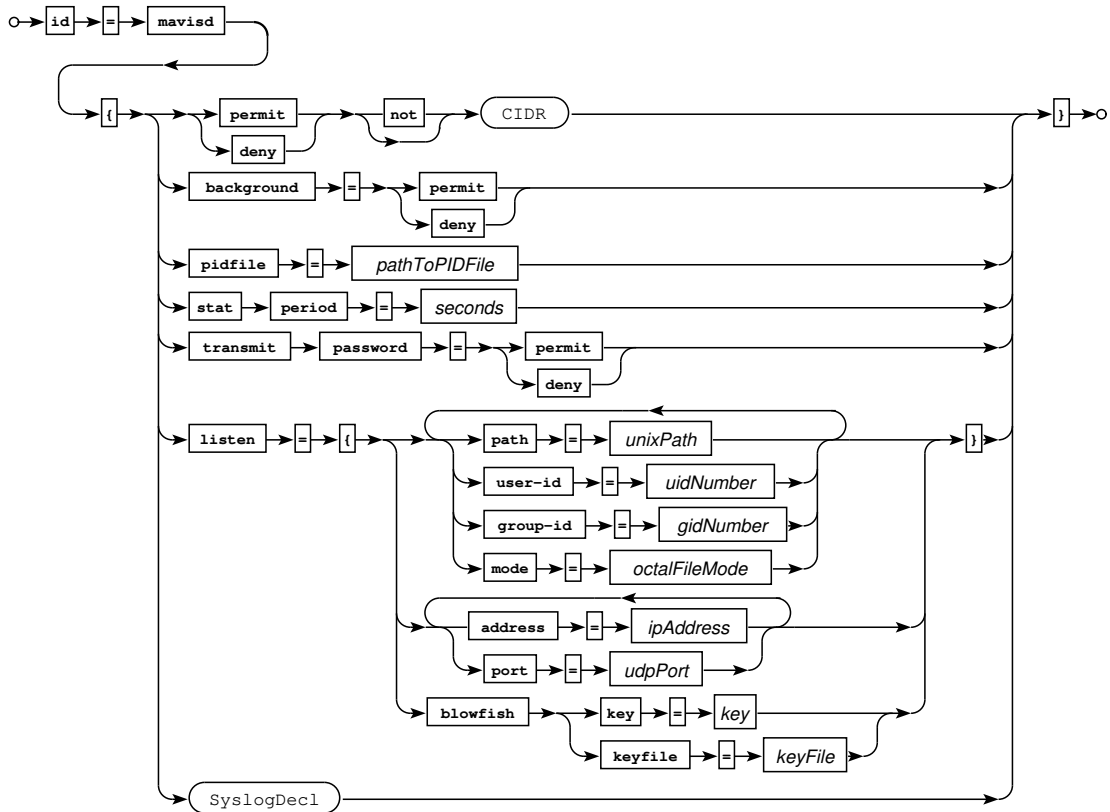 id = mavisd
{ permit not CIDR }
deny
background = permit
deny
pidfile = pathToPIDFile
stat period = seconds
transmit password = permit
deny
listen = { path = unixPath }
user-id = uidNumber
group-id = gidNumber
mode = octalFileMode
address = ipAddress
port = udpPort
blowfish key = key
keyfile = keyFile
SyslogDecl